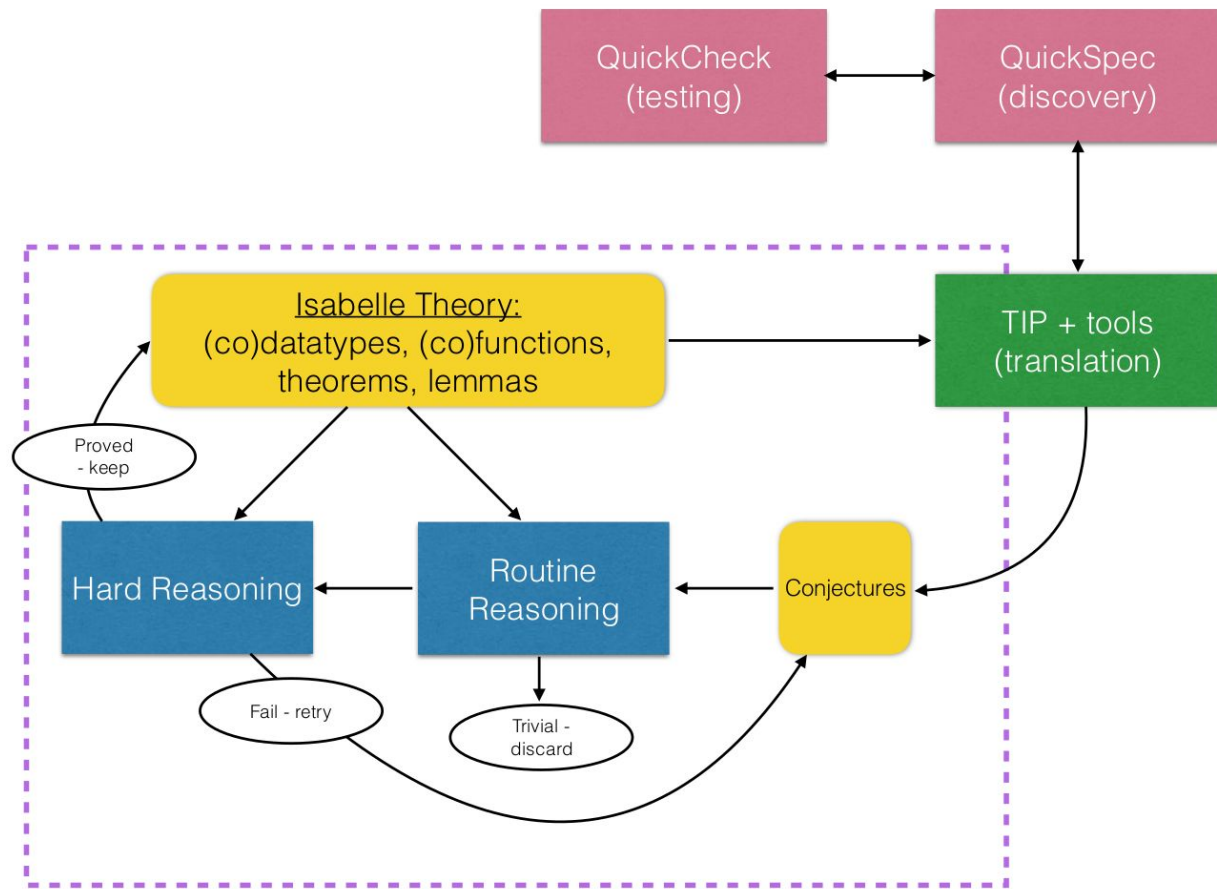 QuickCheck
(testing)
QuickSpec
(discovery)
Isabelle Theory:
(co)datatypes, (co)functions,
theorems, lemmas
TIP + tools
(translation)
Proved
- keep
Hard Reasoning
Routine
Reasoning
Conjectures
Fail - retry
Trivial -
discard